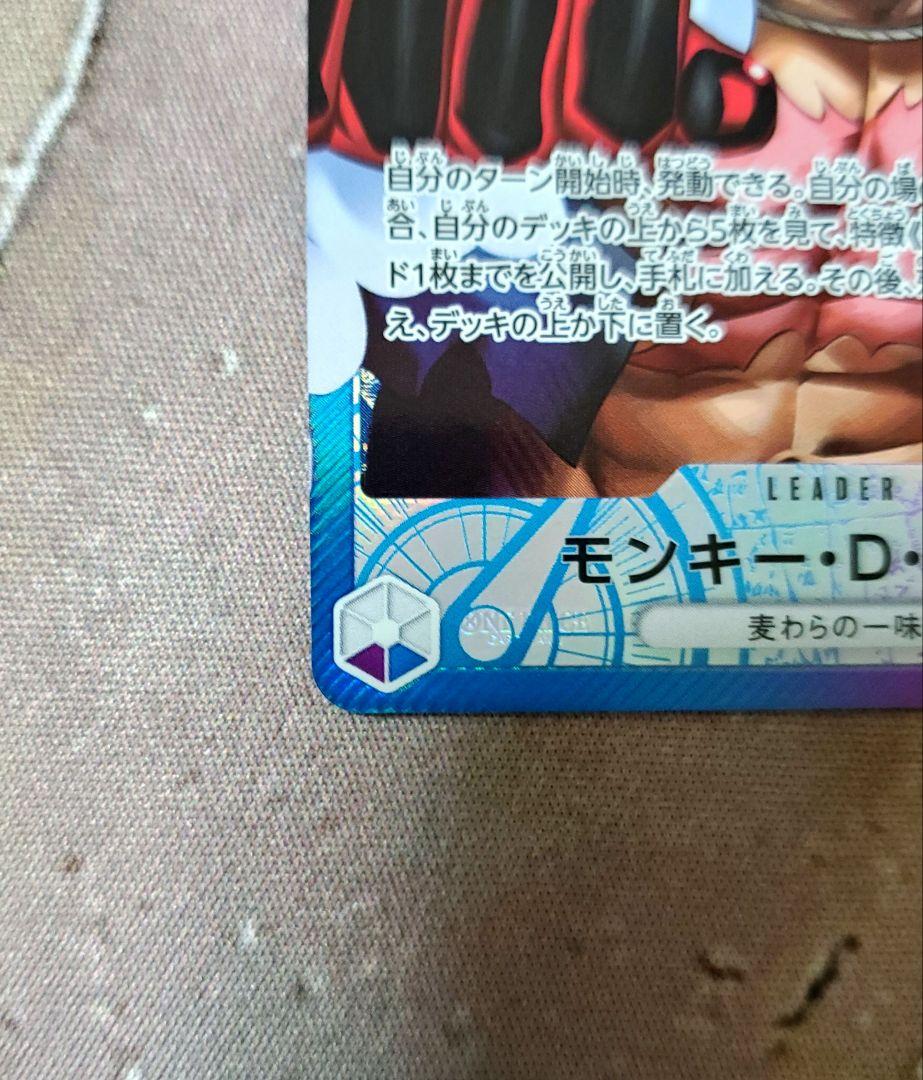 自分のターン開始時、発動できる。自分の場
合、自分のデッキの上から5枚を見て、特徴
ド1枚までを公開し、手札に加える。その後、
え、デッキの上か下に置く。
LEADER
モンキー・D・
麦わらの一味